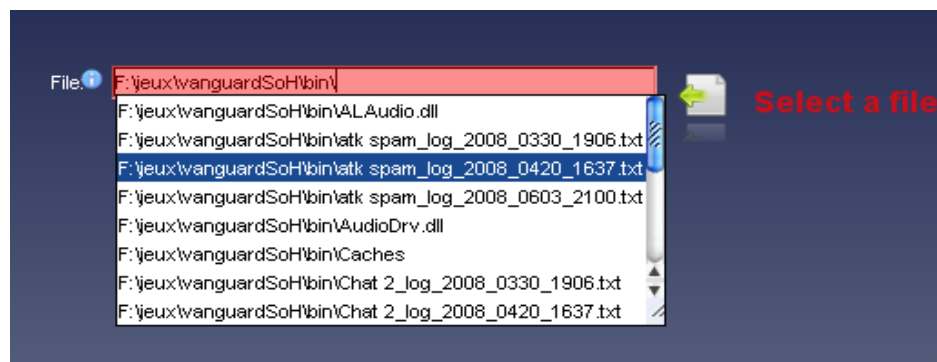 File:
F:\jeux\vanguardSoH\bin\
Select a file
F:\jeux\vanguardSoH\bin\ALAudio.dll
F:\jeux\vanguardSoH\bin\atk spam_log_2008_0330_1906.txt
F:\jeux\vanguardSoH\bin\atk spam_log_2008_0420_1637.txt
F:\jeux\vanguardSoH\bin\atk spam_log_2008_0603_2100.txt
F:\jeux\vanguardSoH\bin\AudioDrv.dll
F:\jeux\vanguardSoH\bin\Caches
F:\jeux\vanguardSoH\bin\Chat 2_log_2008_0330_1906.txt
F:\jeux\vanguardSoH\bin\Chat 2_log_2008_0420_1637.txt